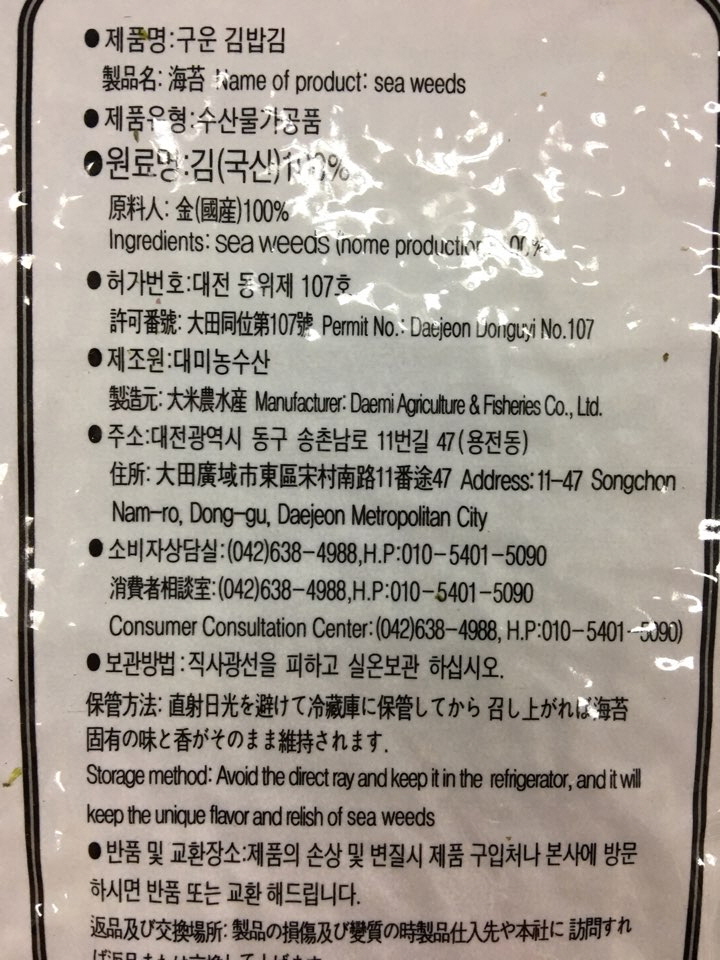 ● 제품명:구운 김밥김
製品名: 海苔 Name of product: sea weeds
● 제품유형:수산물가공품
● 원료명:김(국산)100%
原料人: 金(國産)100%
Ingredients: sea weeds (home production
● 허가번호:대전 동위제 107호
許可番號: 大田同位第107號 Permit No.: Daejeon Donguyi No.107
● 제조원:대미농수산
製造元: 大米農水産 Manufacturer: Daemi Agriculture & Fisheries Co., Ltd.
● 주소:대전광역시 동구 송촌남로 11번길 47(용전동)
住所: 大田廣域市東區宋村南路11番途47 Address: 11-47 Songchon
Nam-ro, Dong-gu, Daejeon Metropolitan City
● 소비자상담실:(042)638-4988,H.P:010-5401-5090
消費者相談室:(042)638-4988,H.P:010-5401-5090
Consumer Consultation Center:(042)638-4988, H.P:010-5401-5090)
● 보관방법:직사광선을 피하고 실온보관 하십시오.
保管方法: 直射日光を避けて冷蔵庫に保管してから 召し上がれば海苔
固有の味と香がそのまま維持されます.
Storage method: Avoid the direct ray and keep it in the refrigerator, and it will
keep the unique flavor and relish of sea weeds
● 반품 및 교환장소:제품의 손상 및 변질시 제품 구입처나 본사에 방문
하시면 반품 또는 교환 해드립니다.
返品及び交換場所: 製品の損傷及び變質の時製品仕入先や本社に 訪問すれ